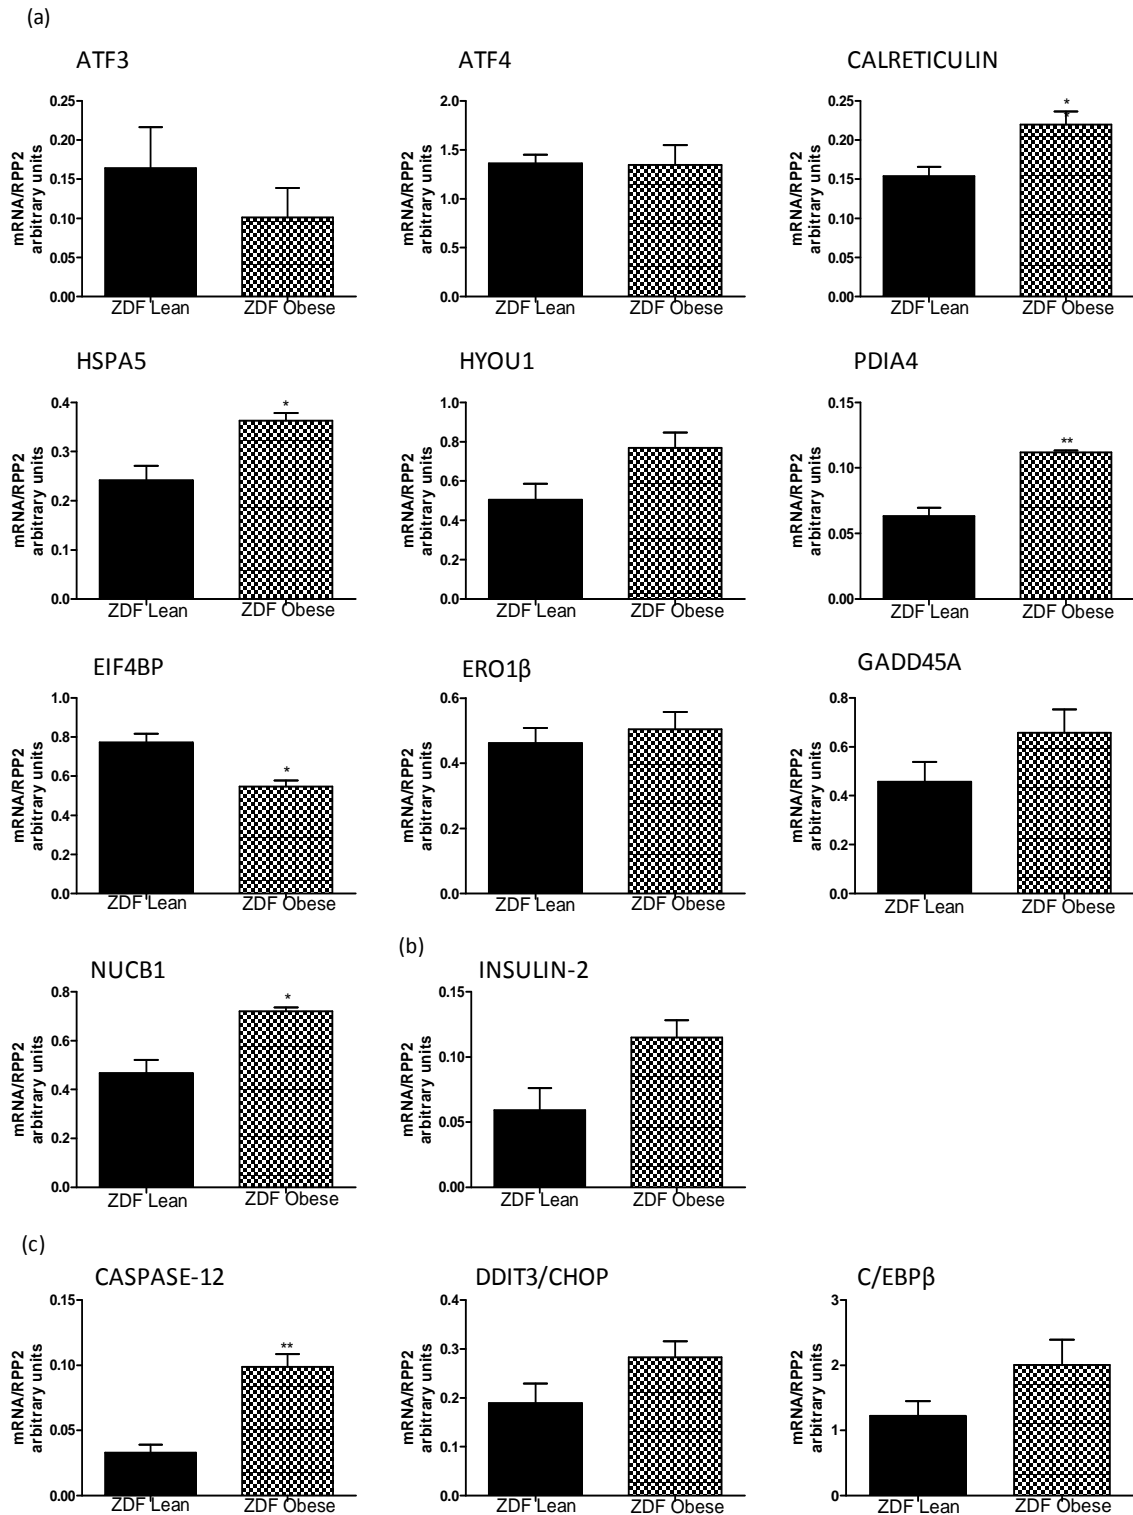 (a)
ATF3
ATF4
CALRETICULIN
mRNA/RPP2
arbitrary units
0.25
0.20
0.15
0.10
0.05
0.00
ZDF Lean
ZDF Obese
mRNA/RPP2
arbitrary units
2.0
1.5
1.0
0.5
0.0
ZDF Lean
ZDF Obese
mRNA/RPP2
arbitrary units
0.25
0.20
0.15
0.10
0.05
0.00
*
*
ZDF Lean
ZDF Obese
HSPA5
HYOU1
PDIA4
mRNA/RPP2
arbitrary units
0.4
0.3
0.2
0.1
0.0
*
ZDF Lean
ZDF Obese
mRNA/RPP2
arbitrary units
1.0
0.8
0.6
0.4
0.2
0.0
ZDF Lean
ZDF Obese
mRNA/RPP2
arbitrary units
0.15
0.10
0.05
0.00
**
ZDF Lean
ZDF Obese
EIF4BP
ERO1β
GADD45A
mRNA/RPP2
arbitrary units
1.0
0.8
0.6
0.4
0.2
0.0
*
ZDF Lean
ZDF Obese
mRNA/RPP2
arbitrary units
0.6
0.4
0.2
0.0
ZDF Lean
ZDF Obese
mRNA/RPP2
arbitrary units
0.8
0.6
0.4
0.2
0.0
ZDF Lean
ZDF Obese
NUCB1
mRNA/RPP2
arbitrary units
0.8
0.6
0.4
0.2
0.0
*
ZDF Lean
ZDF Obese
(b)
INSULIN-2
mRNA/RPP2
arbitrary units
0.15
0.10
0.05
0.00
ZDF Lean
ZDF Obese
(c)
CASPASE-12
DDIT3/CHOP
C/EBPβ
mRNA/RPP2
arbitrary units
0.15
0.10
0.05
0.00
**
ZDF Lean
ZDF Obese
mRNA/RPP2
arbitrary units
0.4
0.3
0.2
0.1
0.0
ZDF Lean
ZDF Obese
mRNA/RPP2
arbitrary units
3
2
1
0
ZDF Lean
ZDF Obese